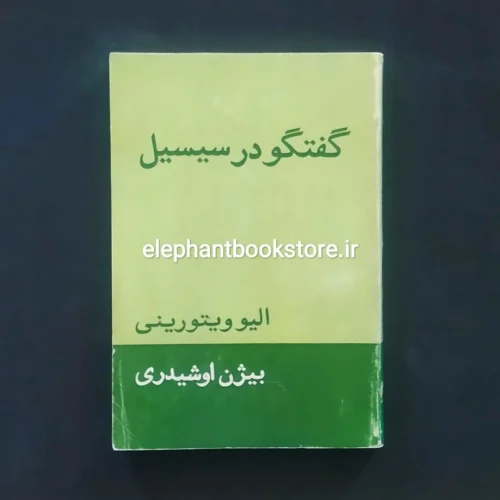 گفتگو در سیسیل
elephantbookstore.ir
الیو ویتورینی
بیژن اوشیدری